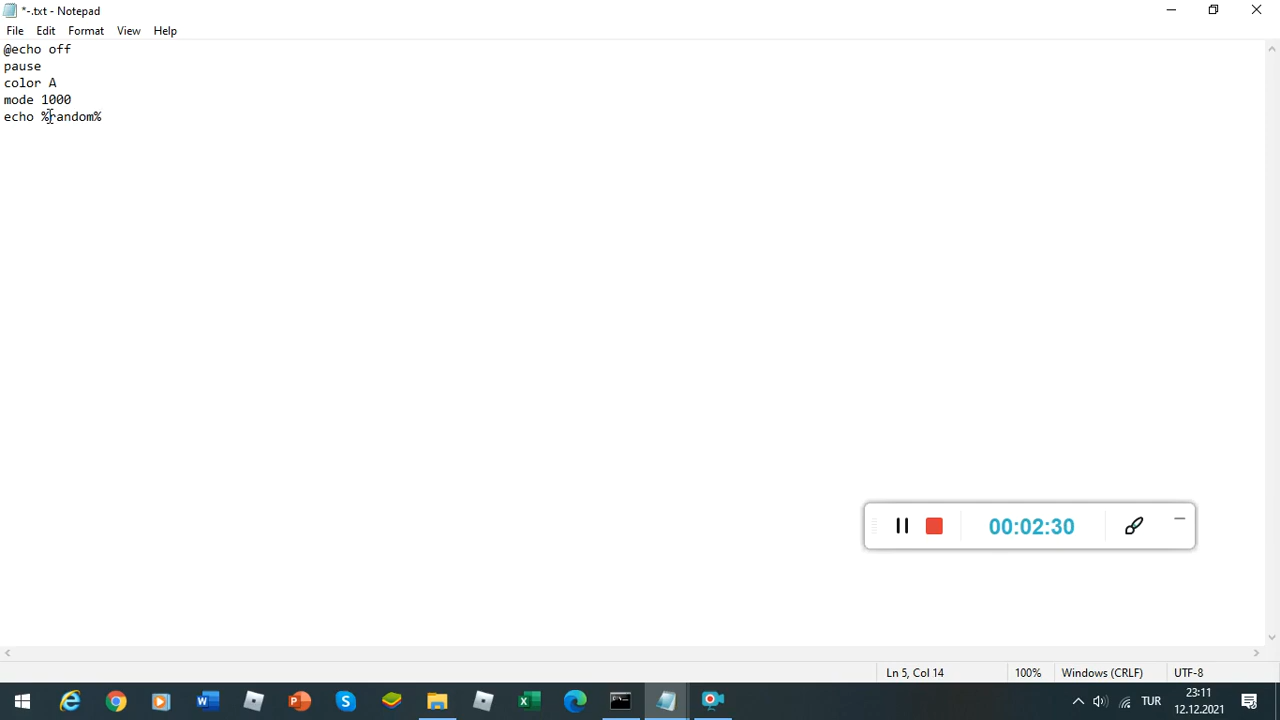 *-.txt - Notepad
File Edit Format View Help
@echo off
pause
color A
mode 1000
echo %random%
00:02:30
Ln 5, Col 14 100% Windows (CRLF) UTF-8
TUR
23:11
12.12.2021